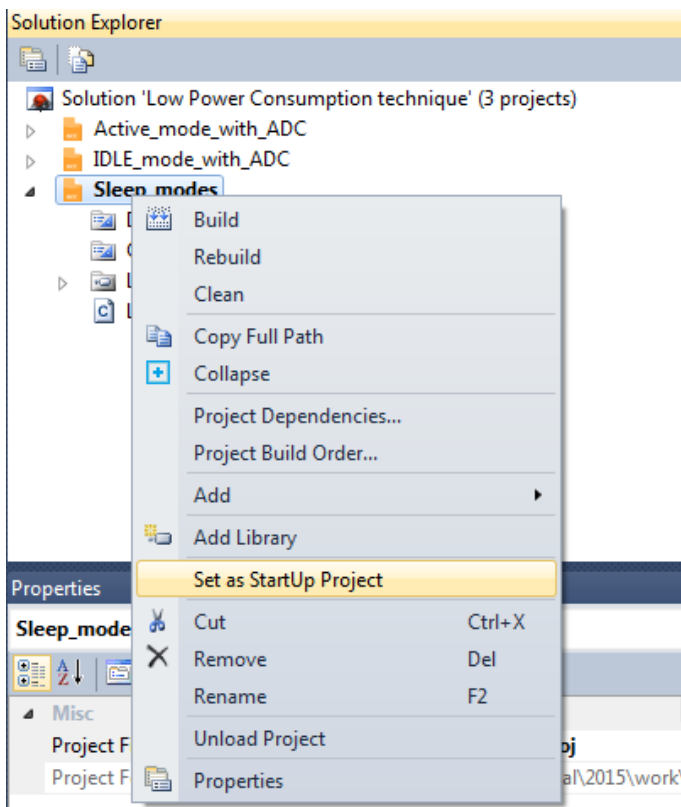 Solution Explorer
Solution 'Low Power Consumption technique' (3 projects)
Active_mode_with_ADC
IDLE_mode_with_ADC
Sleep_modes
Build
Rebuild
Clean
Copy Full Path
Collapse
Project Dependencies...
Project Build Order...
Add
Add Library
Set as StartUp Project
Properties
Cut Ctrl+X
Sleep_mode
Remove Del
Rename F2
Misc
Unload Project
Project F oj
Project F Properties al\2015\work\